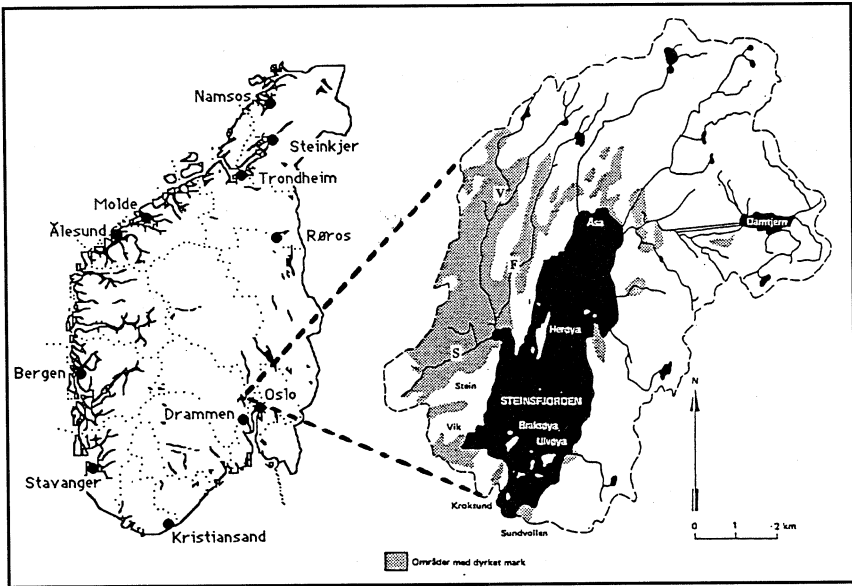 Namsos
Steinkjer
Trondheim
Molde
Ålesund
Røros
Bergen
Oslo
Drammen
Stavanger
Kristiansand
V
Åsa
Damtjern
F
Herøya
S
Stein
STEINSFJORDEN
N
Vik
Braksøya
Ulvøya
Kroksund
Sundvollen
0 1 2 km
Områder med dyrket mark